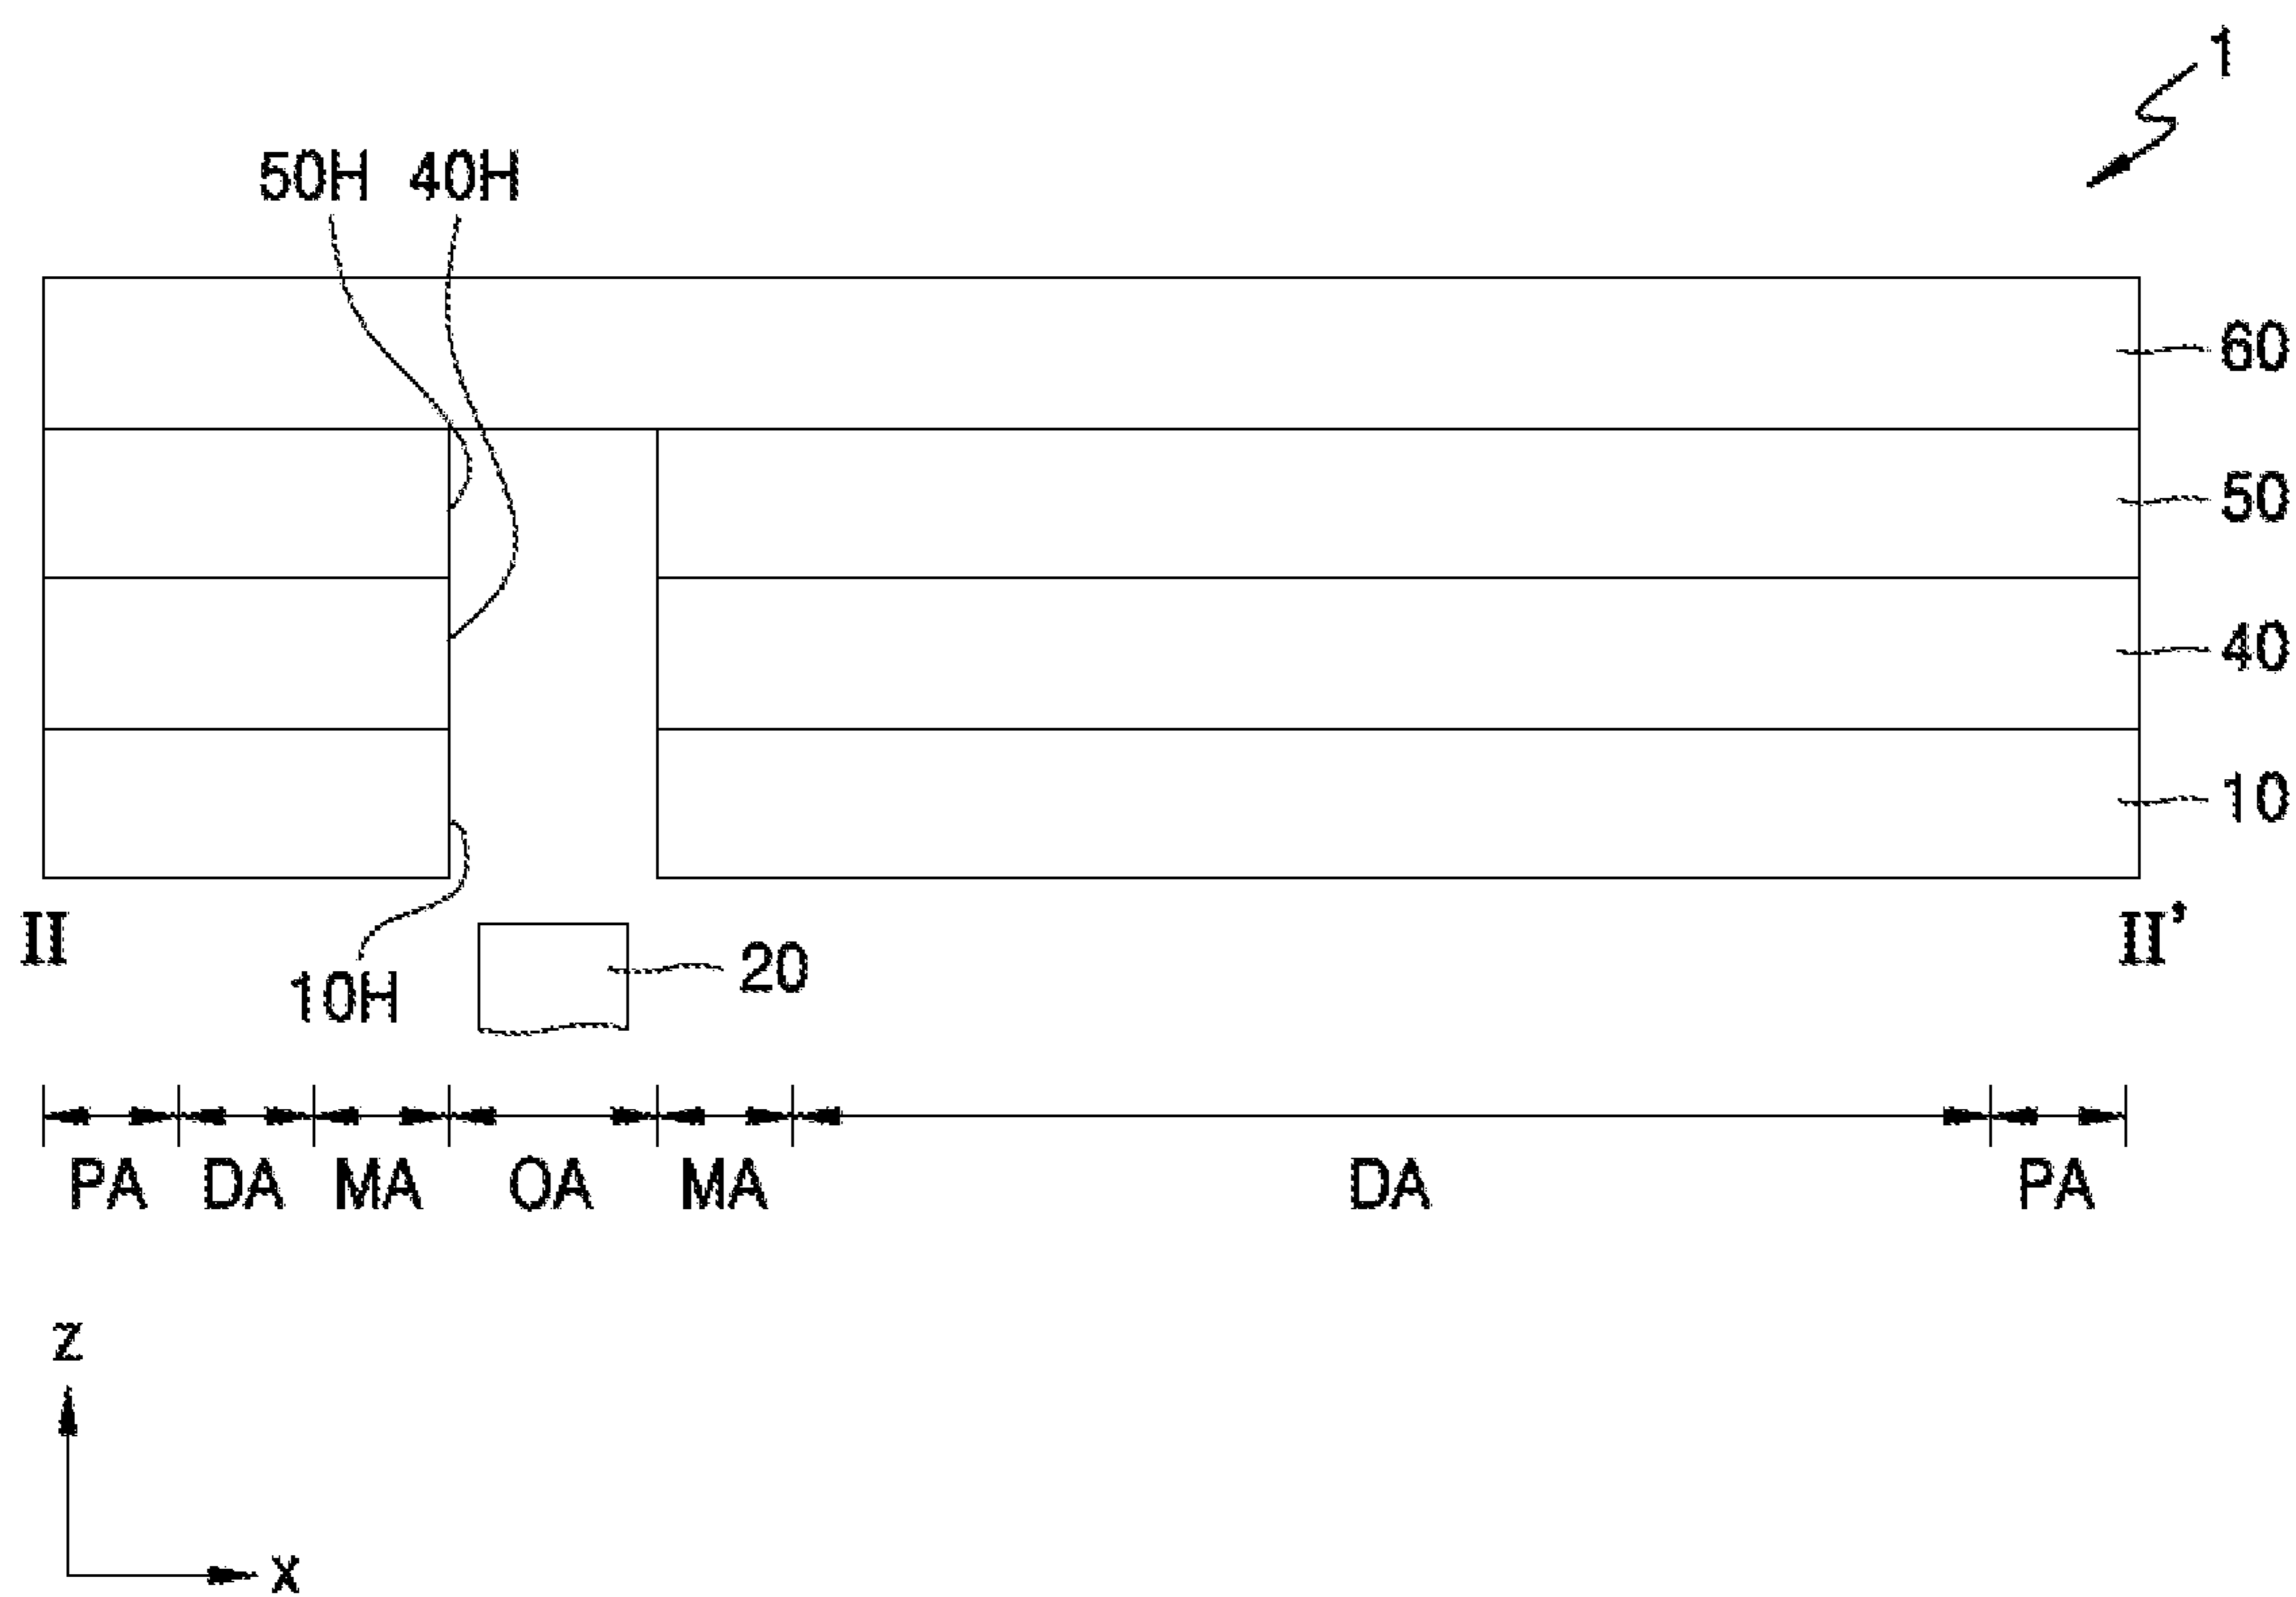 1
50H 40H
60
50
40
10
II II'
20
10H
PA DA MA OA MA DA PA
z
x